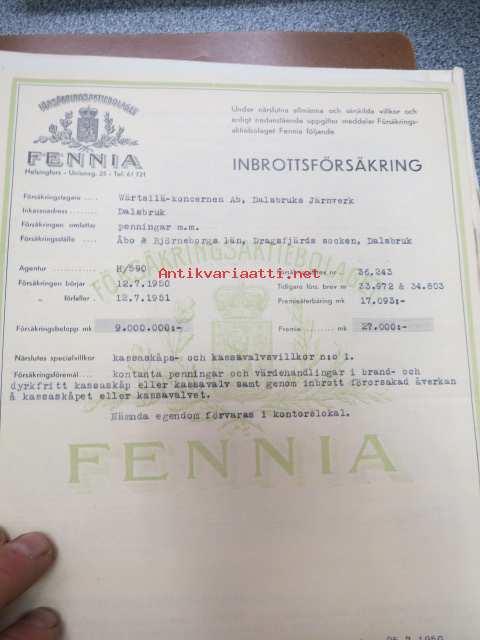 FÖRSÄKRINGSAKTIEBOLAGET
FENNIA
Helsingfors - Unionsg. 25 - Tel. 61 721
Under närslutna allmänna och särskilda villkor och
enligt nedanstående uppgifter meddelar Försäkrings-
aktiebolaget Fennia följande
INBROTTSFÖRSÄKRING
Försäkringstagare .... Wärtsilä-koncernen Ab, Dalsbruks Järnverk
Inkassoadress ...... Dalsbruk
Försäkringen omfattar penningar m.m.
Försäkringsställe ... Åbo & Björneborgs län, Dragsfjärds socken, Dalsbruk
Agentur ......... H/590
Försäkringsbrev nr 36.243
Försäkringen börjar 12.7.1950
Tidigare förs. brev nr 33.972 & 34.803
„ förfaller . 12.7.1951
Premieåterbäring mk 17.093:-
Försäkringsbelopp mk 9.000.000:-
Premie ........ mk 27.000:-
Närslutes specialvillkor kassaskåps- och kassavalvsvillkor n:o 1.
Försäkringsföremål ... kontanta penningar och värdehandlingar i brand- och
dyrkfritt kassaskåp eller kassavalv samt genom inbrott förorsakad åverkan
å kassaskåpet eller kassavalvet.
Nämnda egendom förvaras i kontorslokal.
FÖRSÄKRINGSAKTIEBOLAGET
FENNIA
Antikvariaatti.net